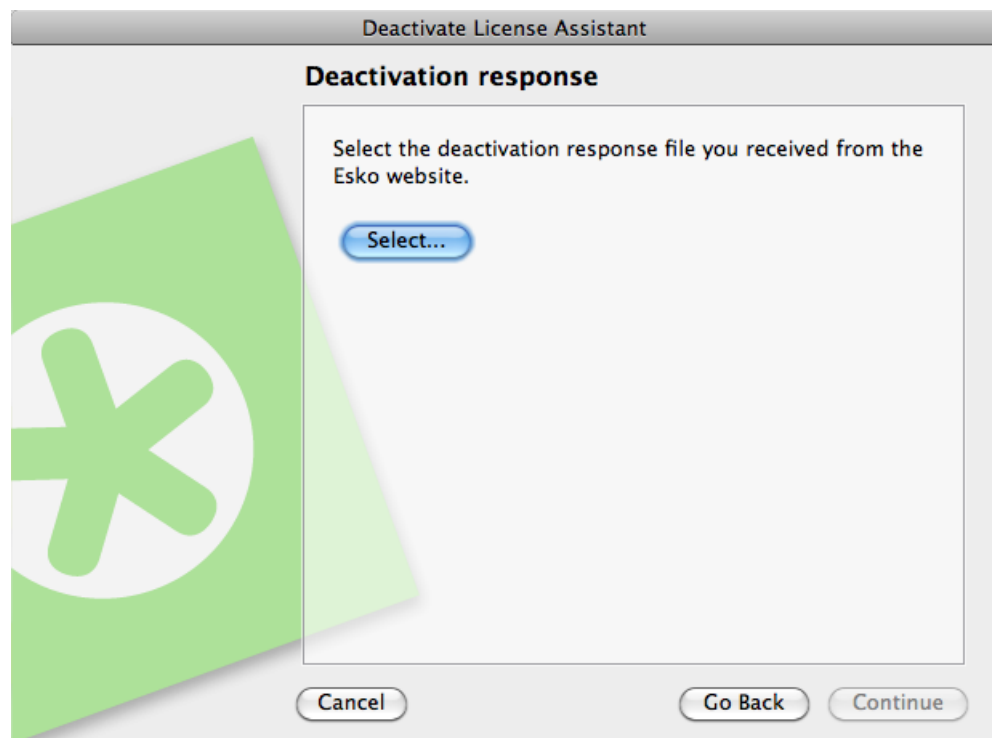 Deactivate License Assistant
Deactivation response
Select the deactivation response file you received from the
Esko website.
Select...
Cancel
Go Back
Continue